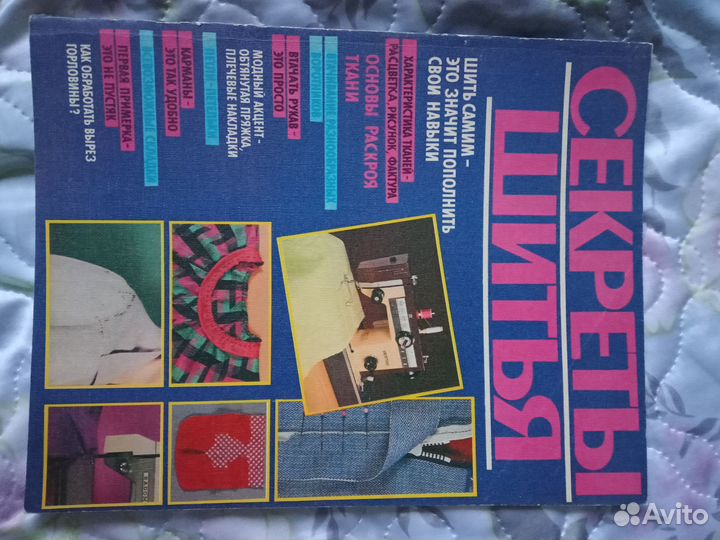 СЕКРЕТЫ
ШИТЬЯ
ШИТЬ САМИМ –
ЭТО ЗНАЧИТ ПОПОЛНИТЬ
СВОИ НАВЫКИ
ХАРАКТЕРИСТИКА ТКАНЕЙ –
РАСЦВЕТКА, РИСУНОК, ФАКТУРА
ОСНОВЫ РАСКРОЯ
ТКАНИ
ВТАЧАТЬ РУКАВ –
ЭТО ПРОСТО
МОДНЫЙ АКЦЕНТ –
ОБТЯНУТАЯ ПРЯЖКА,
ПЛЕЧЕВЫЕ НАКЛАДКИ
КАРМАНЫ –
ЭТО ТАК УДОБНО
ПЕРВАЯ ПРИМЕРКА –
ЭТО НЕ ПУСТЯК
КАК ОБРАБОТАТЬ ВЫРЕЗ
ГОРЛОВИНЫ?
Avito